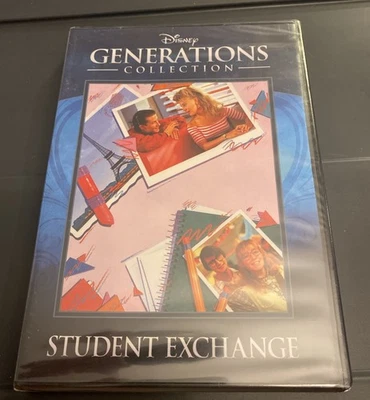 Disney
GENERATIONS
COLLECTION
STUDENT EXCHANGE